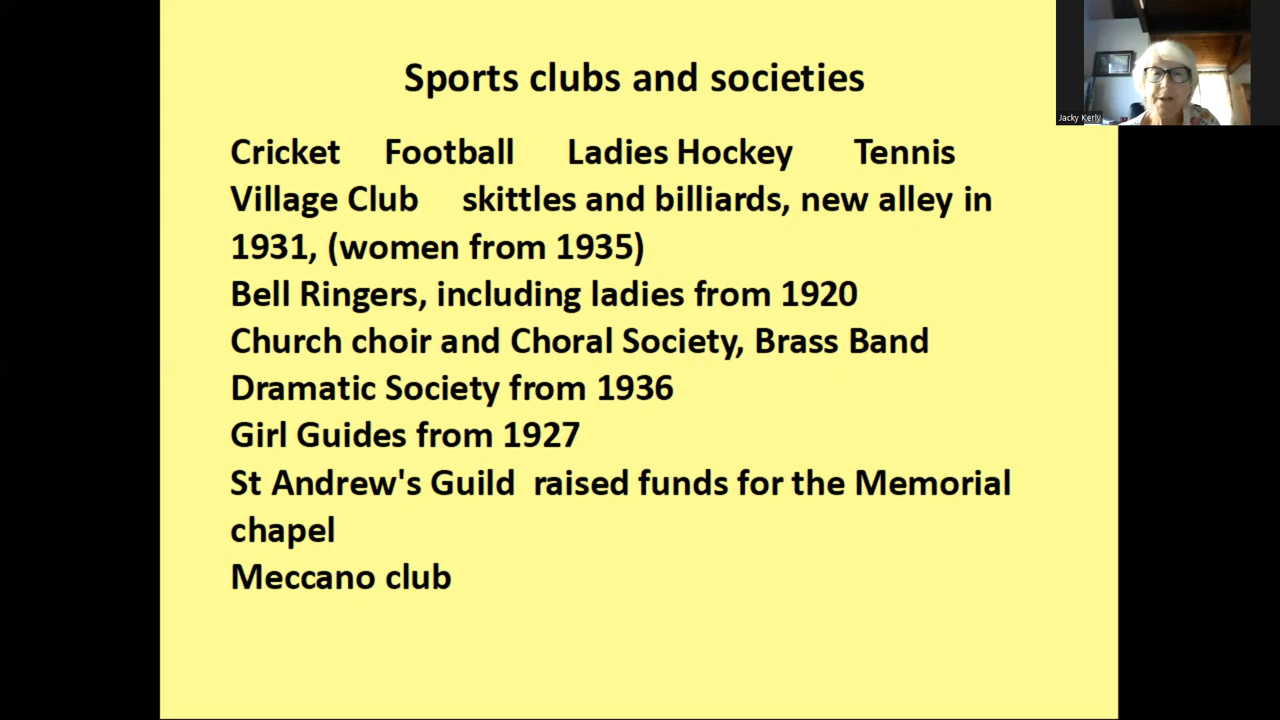 Sports clubs and societies
Jacky Kerly
Cricket Football Ladies Hockey Tennis
Village Club skittles and billiards, new alley in
1931, (women from 1935)
Bell Ringers, including ladies from 1920
Church choir and Choral Society, Brass Band
Dramatic Society from 1936
Girl Guides from 1927
St Andrew's Guild raised funds for the Memorial
chapel
Meccano club